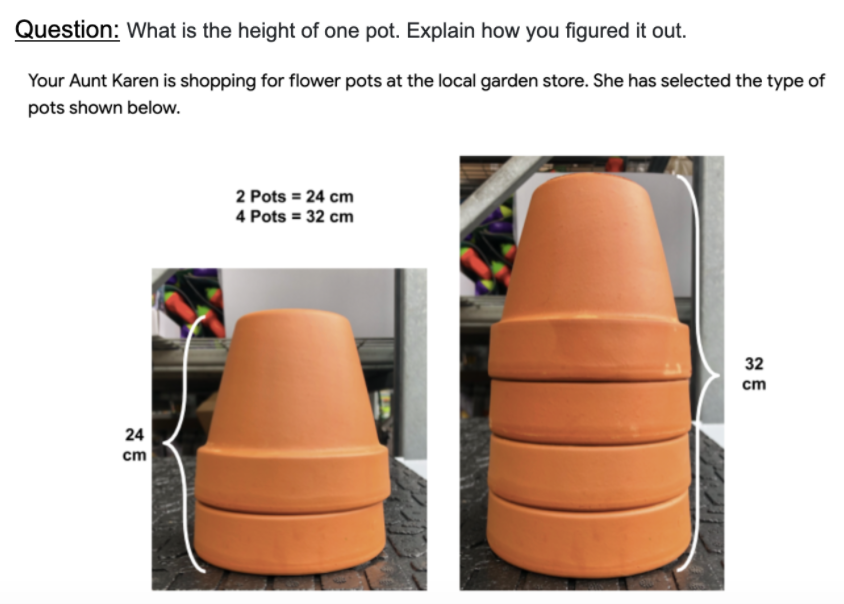 Question: What is the height of one pot. Explain how you figured it out.
Your Aunt Karen is shopping for flower pots at the local garden store. She has selected the type of
pots shown below.
2 Pots = 24 cm
4 Pots = 32 cm
24
cm
32
cm